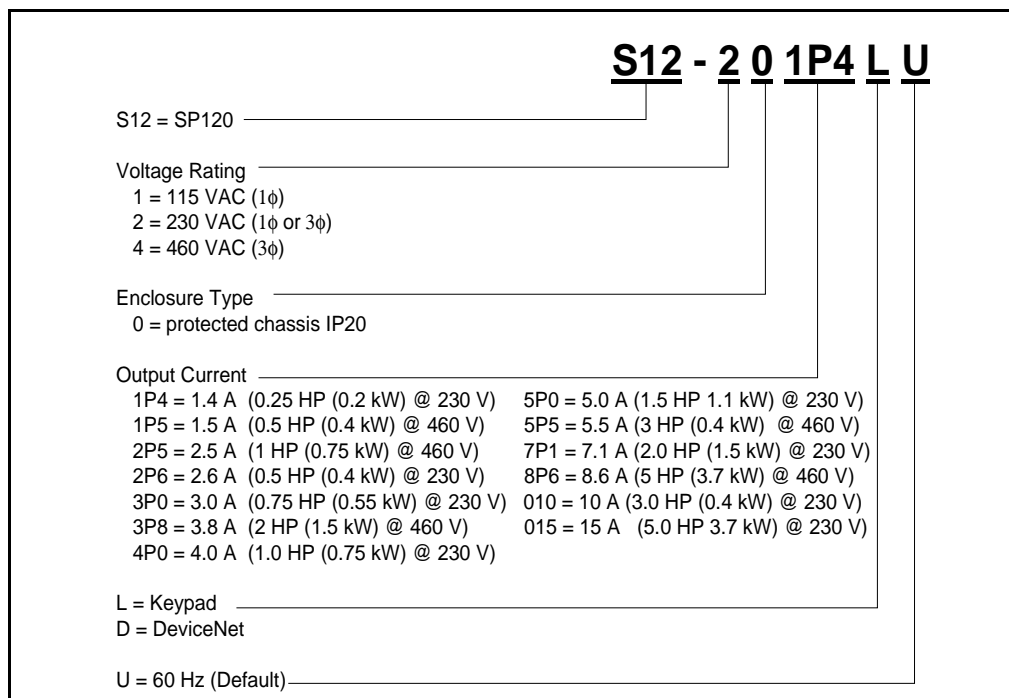 S12 - 2 0 1P4 L U
S12 = SP120
Voltage Rating
1 = 115 VAC (1ϕ)
2 = 230 VAC (1ϕ or 3ϕ)
4 = 460 VAC (3ϕ)
Enclosure Type
0 = protected chassis IP20
Output Current
1P4 = 1.4 A (0.25 HP (0.2 kW) @ 230 V) 5P0 = 5.0 A (1.5 HP 1.1 kW) @ 230 V)
1P5 = 1.5 A (0.5 HP (0.4 kW) @ 460 V) 5P5 = 5.5 A (3 HP (0.4 kW) @ 460 V)
2P5 = 2.5 A (1 HP (0.75 kW) @ 460 V) 7P1 = 7.1 A (2.0 HP (1.5 kW) @ 230 V)
2P6 = 2.6 A (0.5 HP (0.4 kW) @ 230 V) 8P6 = 8.6 A (5 HP (3.7 kW) @ 460 V)
3P0 = 3.0 A (0.75 HP (0.55 kW) @ 230 V) 010 = 10 A (3.0 HP (0.4 kW) @ 230 V)
3P8 = 3.8 A (2 HP (1.5 kW) @ 460 V) 015 = 15 A (5.0 HP 3.7 kW) @ 230 V)
4P0 = 4.0 A (1.0 HP (0.75 kW) @ 230 V)
L = Keypad
D = DeviceNet
U = 60 Hz (Default)